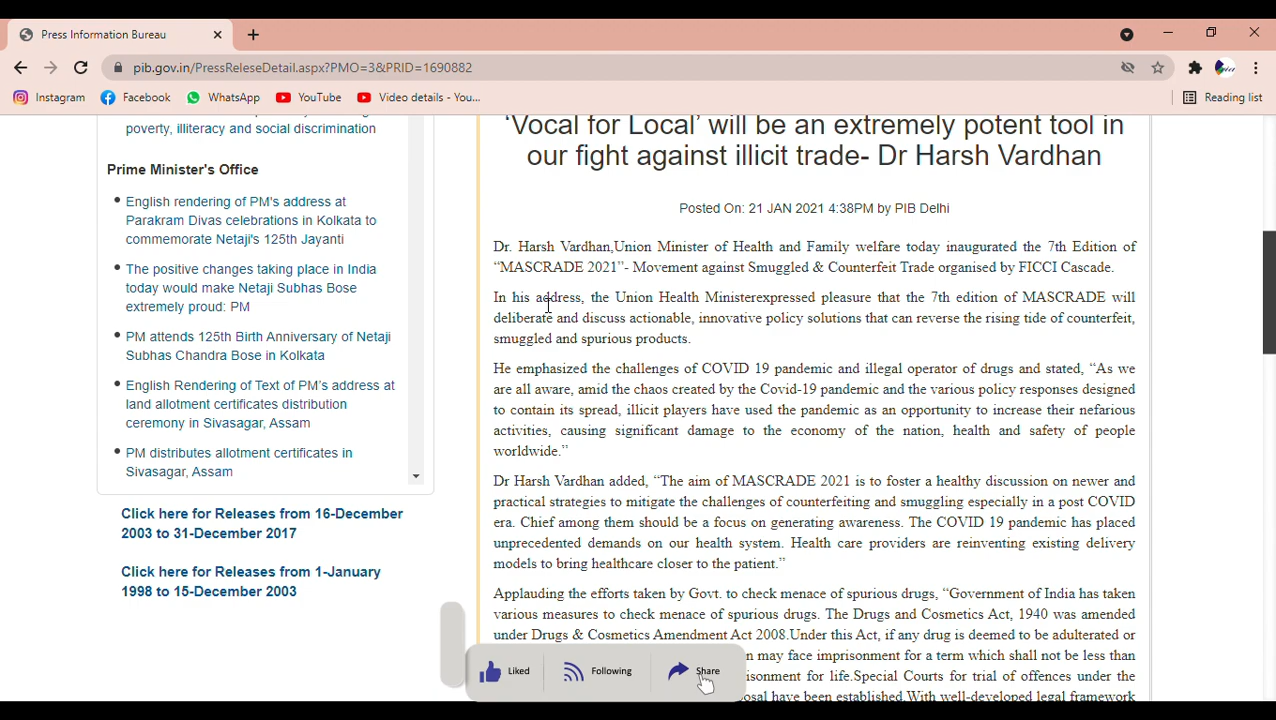 Press Information Bureau
pib.gov.in/PressReleseDetail.aspx?PMO=3&PRID=1690882
Instagram Facebook WhatsApp YouTube Video details - You... Reading list
poverty, illiteracy and social discrimination
Prime Minister's Office
English rendering of PM's address at
Parakram Divas celebrations in Kolkata to
commemorate Netaji's 125th Jayanti
The positive changes taking place in India
today would make Netaji Subhas Bose
extremely proud: PM
PM attends 125th Birth Anniversary of Netaji
Subhas Chandra Bose in Kolkata
English Rendering of Text of PM's address at
land allotment certificates distribution
ceremony in Sivasagar, Assam
PM distributes allotment certificates in
Sivasagar, Assam
Click here for Releases from 16-December
2003 to 31-December 2017
Click here for Releases from 1-January
1998 to 15-December 2003
‘Vocal for Local’ will be an extremely potent tool in
our fight against illicit trade- Dr Harsh Vardhan
Posted On: 21 JAN 2021 4:38PM by PIB Delhi
Dr. Harsh Vardhan,Union Minister of Health and Family welfare today inaugurated the 7th Edition of
“MASCRADE 2021”- Movement against Smuggled & Counterfeit Trade organised by FICCI Cascade.
In his address, the Union Health Ministerexpressed pleasure that the 7th edition of MASCRADE will
deliberate and discuss actionable, innovative policy solutions that can reverse the rising tide of counterfeit,
smuggled and spurious products.
He emphasized the challenges of COVID 19 pandemic and illegal operator of drugs and stated, “As we
are all aware, amid the chaos created by the Covid-19 pandemic and the various policy responses designed
to contain its spread, illicit players have used the pandemic as an opportunity to increase their nefarious
activities, causing significant damage to the economy of the nation, health and safety of people
worldwide.”
Dr Harsh Vardhan added, “The aim of MASCRADE 2021 is to foster a healthy discussion on newer and
practical strategies to mitigate the challenges of counterfeiting and smuggling especially in a post COVID
era. Chief among them should be a focus on generating awareness. The COVID 19 pandemic has placed
unprecedented demands on our health system. Health care providers are reinventing existing delivery
models to bring healthcare closer to the patient.”
Applauding the efforts taken by Govt. to check menace of spurious drugs, “Government of India has taken
various measures to check menace of spurious drugs. The Drugs and Cosmetics Act, 1940 was amended
under Drugs & Cosmetics Amendment Act 2008.Under this Act, if any drug is deemed to be adulterated or
n may face imprisonment for a term which shall not be less than
isonment for life.Special Courts for trial of offences under the
osal have been established.With well-developed legal framework
Liked Following Share